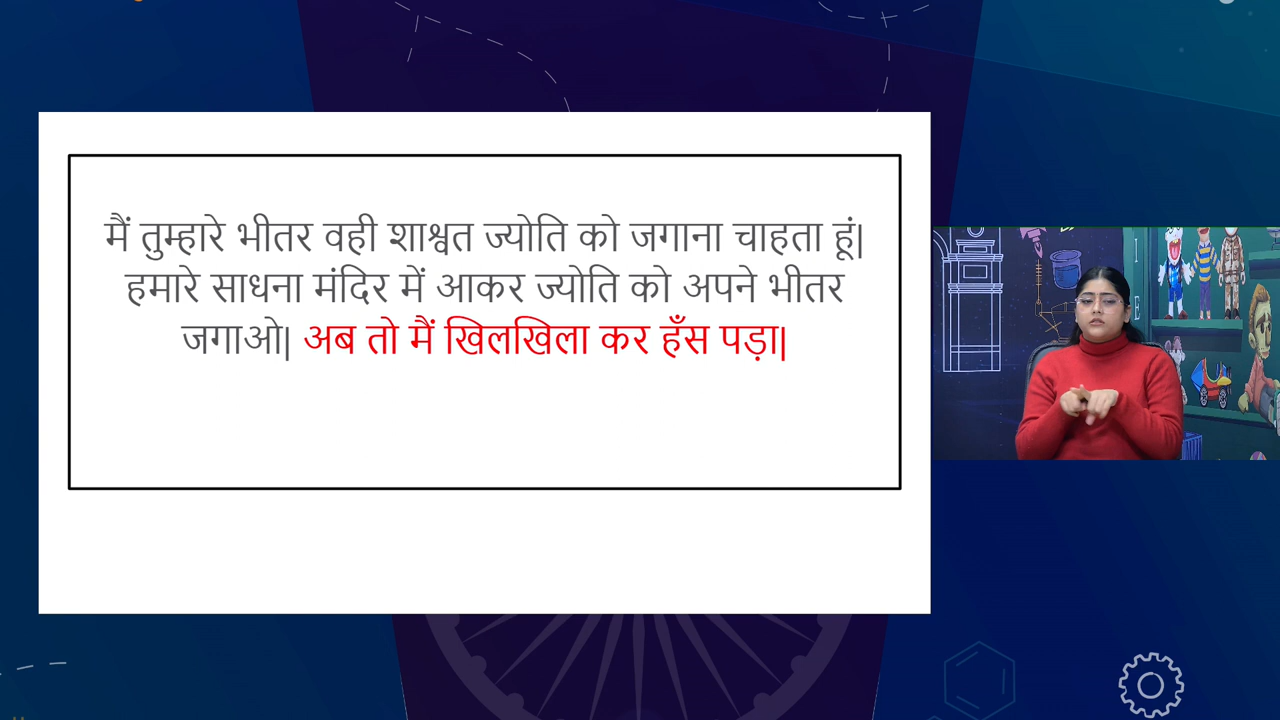 मैं तुम्हारे भीतर वही शाश्वत ज्योति को जगाना चाहता हूं|
हमारे साधना मंदिर में आकर ज्योति को अपने भीतर
जगाओ| अब तो मैं खिलखिला कर हँस पड़ा|